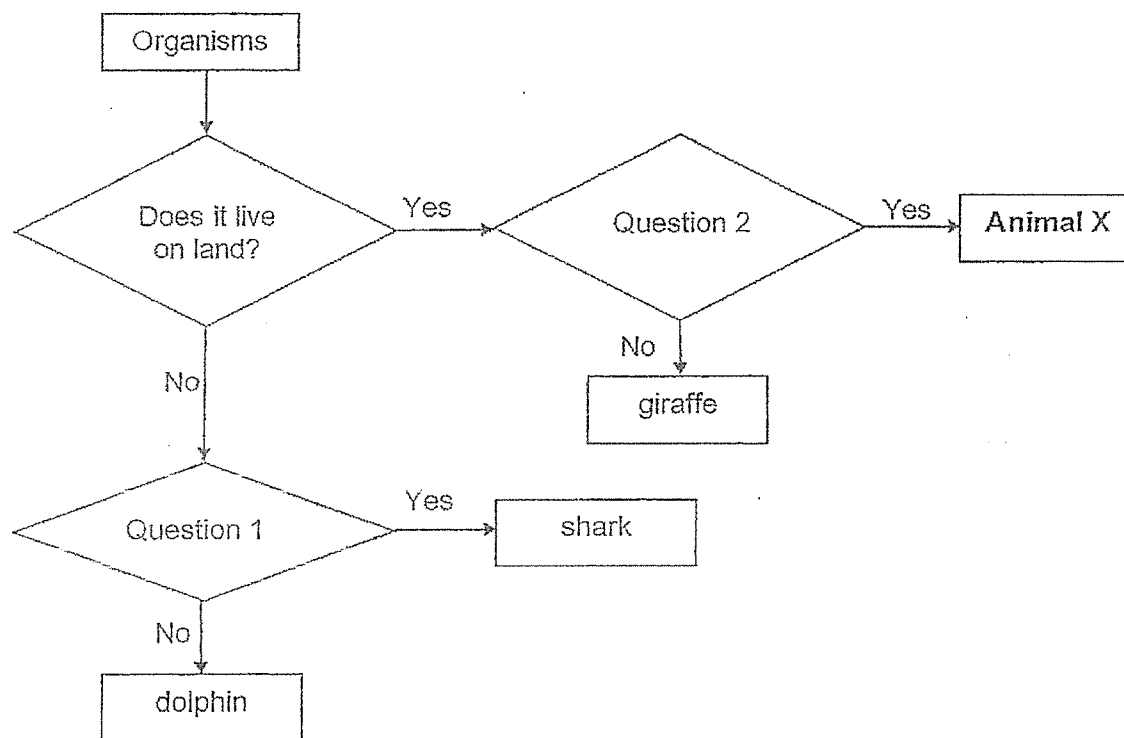 Organisms
Does it live
on land?
Yes
Question 2
Yes
Animal X
No
giraffe
No
Question 1
Yes
shark
No
dolphin